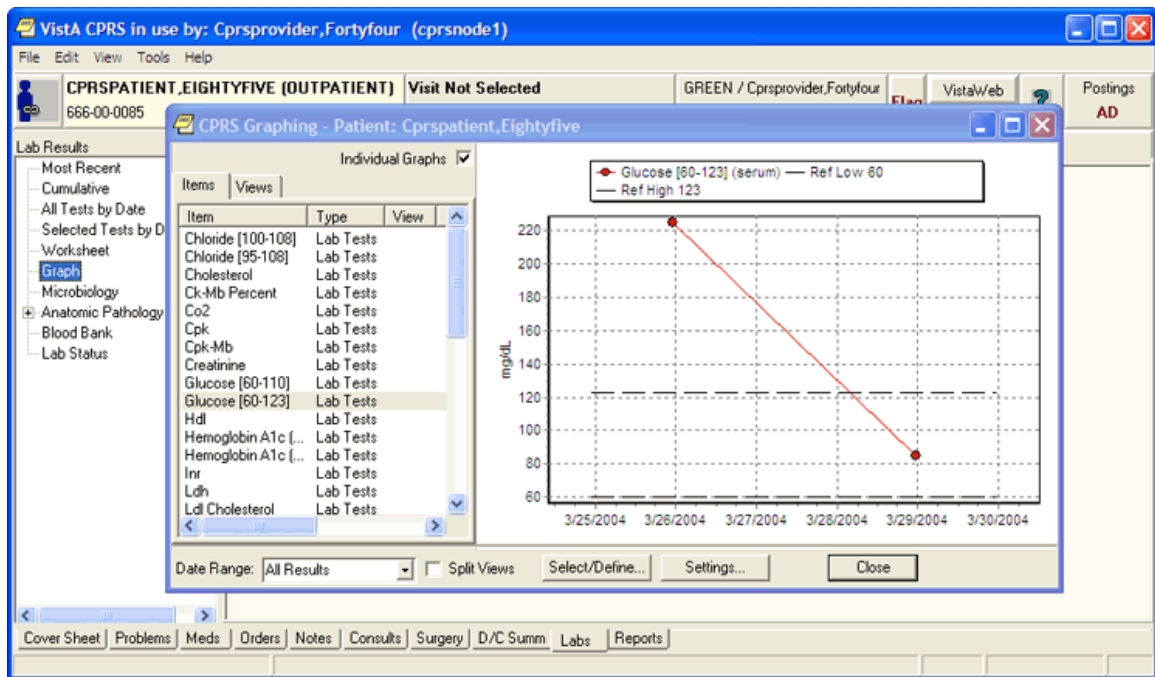 VistA CPRS in use by: Cprsprovider,Fortyfour (cprsnode1)
File Edit View Tools Help
CPRSPATIENT,EIGHTYFIVE (OUTPATIENT) Visit Not Selected GREEN / Cprsprovider,Fortyfour Flag VistaWeb Postings
666-00-0085 AD
CPRS Graphing - Patient: Cprspatient,Eightyfive
Lab Results
Most Recent
Cumulative
All Tests by Date
Selected Tests by D
Worksheet
Graph
Microbiology
Anatomic Pathology
Blood Bank
Lab Status
Individual Graphs
Items Views
Item Type View
Chloride [100-108] Lab Tests
Chloride [95-108] Lab Tests
Cholesterol Lab Tests
Ck-Mb Percent Lab Tests
Co2 Lab Tests
Cpk Lab Tests
Cpk-Mb Lab Tests
Creatinine Lab Tests
Glucose [60-110] Lab Tests
Glucose [60-123] Lab Tests
Hdl Lab Tests
Hemoglobin A1c (... Lab Tests
Hemoglobin A1c (... Lab Tests
Inr Lab Tests
Ldh Lab Tests
Ldl Cholesterol Lab Tests
Glucose [60-123] (serum) Ref Low 60
Ref High 123
220
200
180
160
140
120
100
80
60
mg/dL
3/25/2004 3/26/2004 3/27/2004 3/28/2004 3/29/2004 3/30/2004
Date Range: All Results Split Views Select/Define... Settings... Close
Cover Sheet Problems Meds Orders Notes Consults Surgery D/C Summ Labs Reports